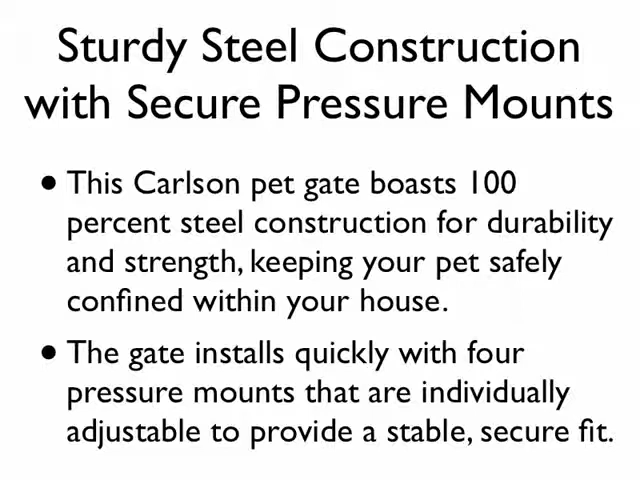 Sturdy Steel Construction
with Secure Pressure Mounts
• This Carlson pet gate boasts 100
percent steel construction for durability
and strength, keeping your pet safely
confined within your house.
• The gate installs quickly with four
pressure mounts that are individually
adjustable to provide a stable, secure fit.